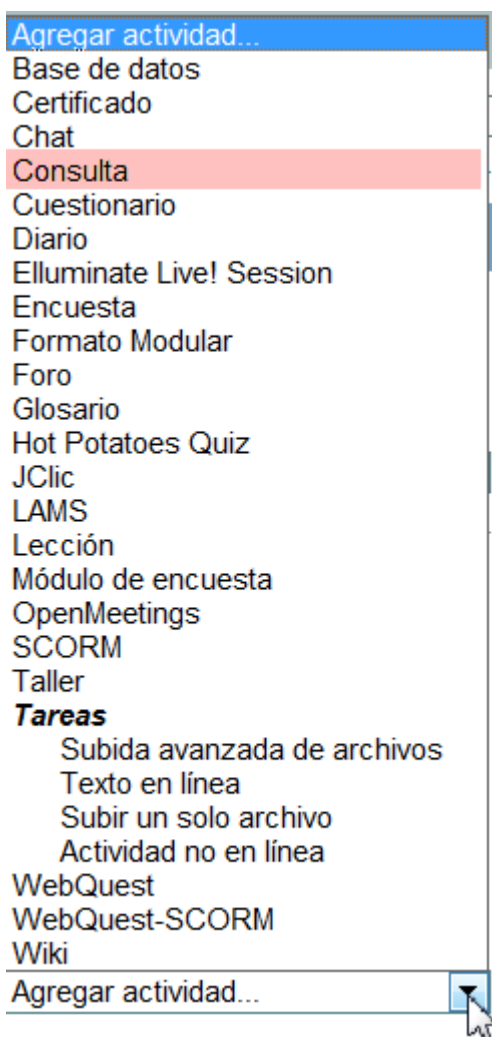 Agregar actividad...
Base de datos
Certificado
Chat
Consulta
Cuestionario
Diario
Elluminate Live! Session
Encuesta
Formato Modular
Foro
Glosario
Hot Potatoes Quiz
JClic
LAMS
Lección
Módulo de encuesta
OpenMeetings
SCORM
Taller
Tareas
Subida avanzada de archivos
Texto en línea
Subir un solo archivo
Actividad no en línea
WebQuest
WebQuest-SCORM
Wiki
Agregar actividad...